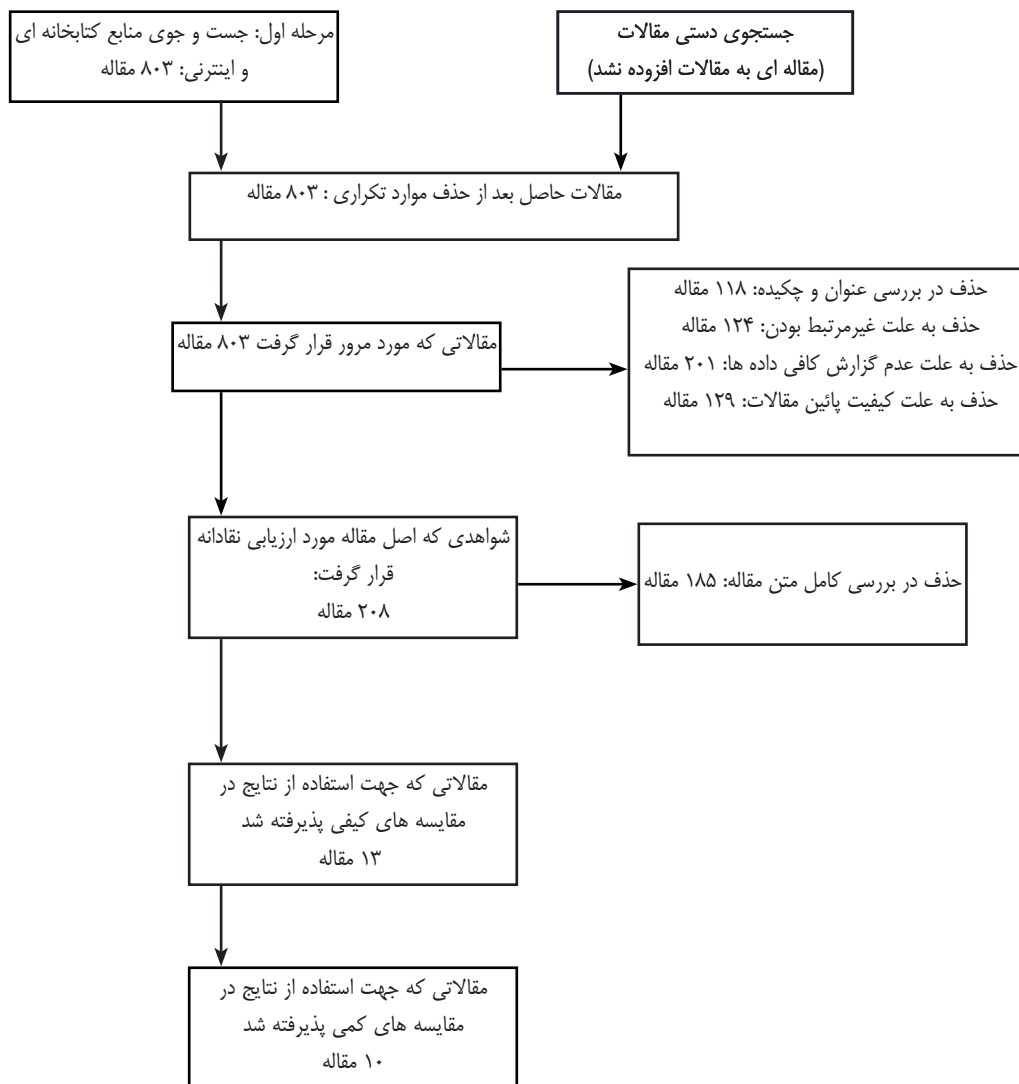 مرحله اول: جست و جوی منابع کتابخانه ای
و اینترنتی: ۸۰۳ مقاله
جستجوی دستی مقالات
(مقاله ای به مقالات افزوده نشد)
مقالات حاصل بعد از حذف موارد تکراری : ۸۰۳ مقاله
مقالاتی که مورد مرور قرار گرفت ۸۰۳ مقاله
حذف در بررسی عنوان و چکیده: ۱۱۸ مقاله
حذف به علت غیرمرتبط بودن: ۱۲۴ مقاله
حذف به علت عدم گزارش کافی داده ها: ۲۰۱ مقاله
حذف به علت کیفیت پائین مقالات: ۱۲۹ مقاله
شواهدی که اصل مقاله مورد ارزیابی نقادانه
قرار گرفت:
۲۰۸ مقاله
حذف در بررسی کامل متن مقاله: ۱۸۵ مقاله
مقالاتی که جهت استفاده از نتایج در
مقایسه های کیفی پذیرفته شد
۱۳ مقاله
مقالاتی که جهت استفاده از نتایج در
مقایسه های کمی پذیرفته شد
۱۰ مقاله